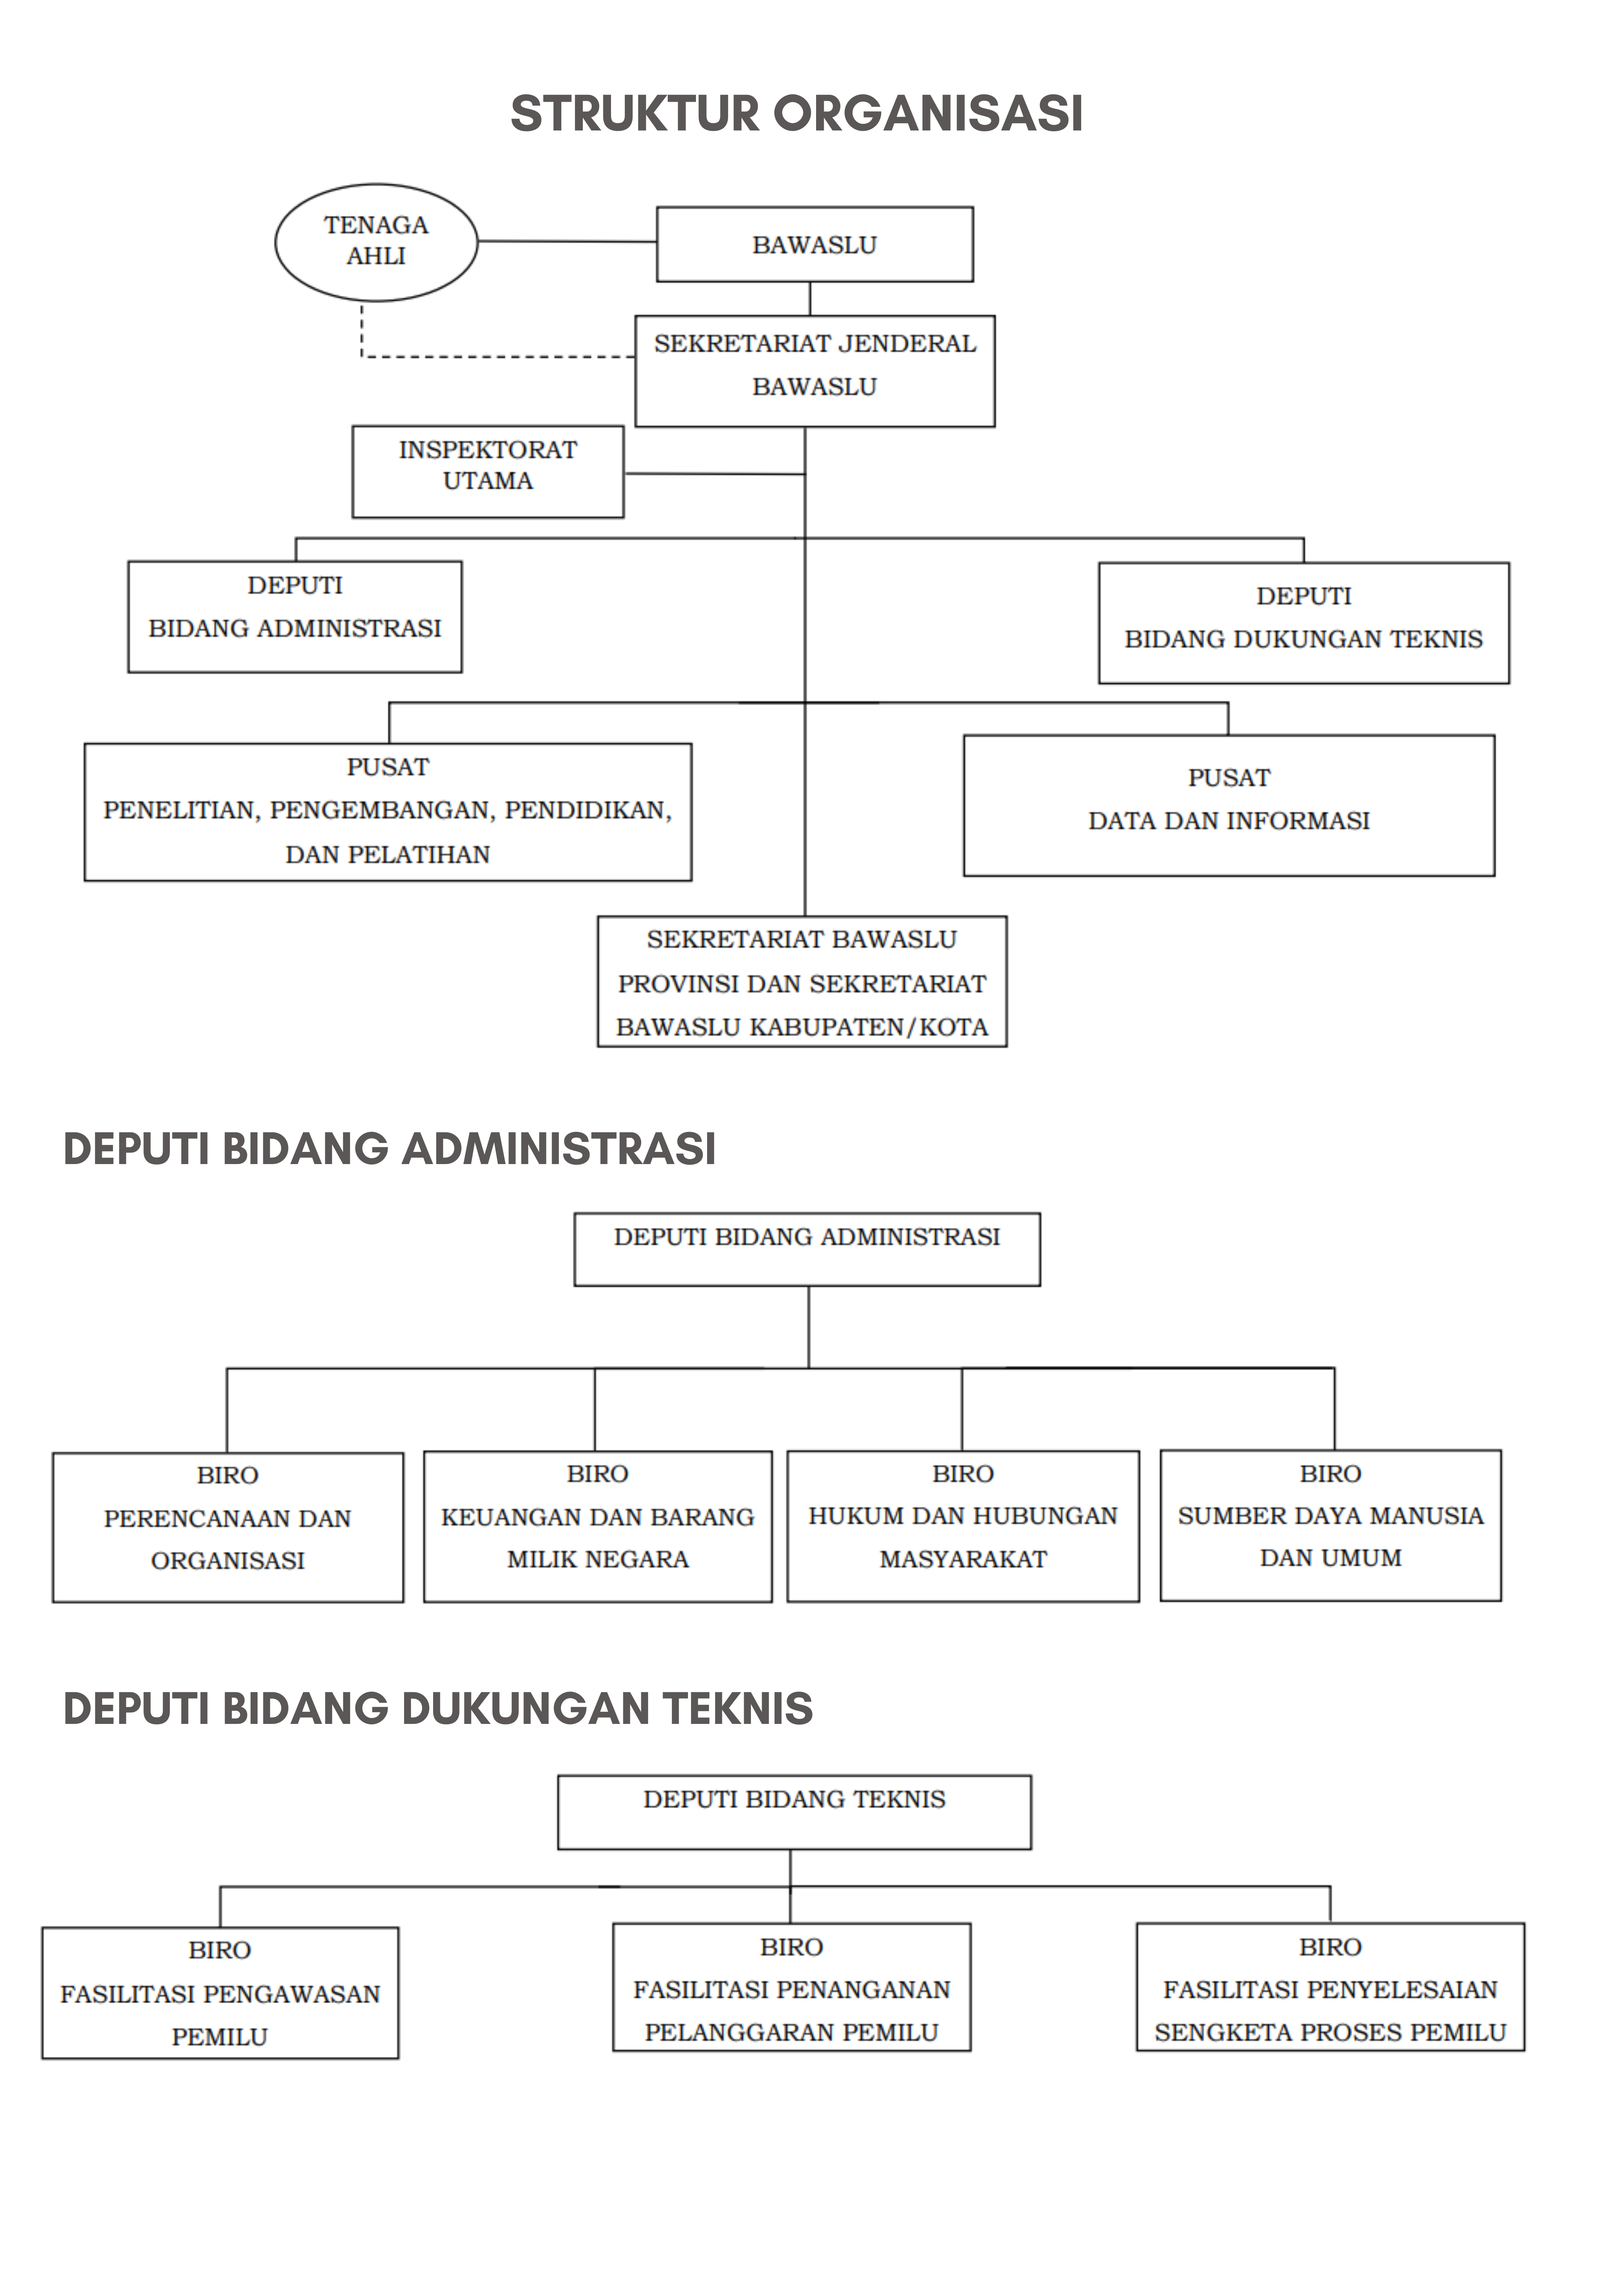 STRUKTUR ORGANISASI
TENAGA
AHLI
BAWASLU
SEKRETARIAT JENDERAL
BAWASLU
INSPEKTORAT
UTAMA
DEPUTI
BIDANG ADMINISTRASI
DEPUTI
BIDANG DUKUNGAN TEKNIS
PUSAT
PENELITIAN, PENGEMBANGAN, PENDIDIKAN,
DAN PELATIHAN
PUSAT
DATA DAN INFORMASI
SEKRETARIAT BAWASLU
PROVINSI DAN SEKRETARIAT
BAWASLU KABUPATEN/KOTA
DEPUTI BIDANG ADMINISTRASI
DEPUTI BIDANG ADMINISTRASI
BIRO
PERENCANAAN DAN
ORGANISASI
BIRO
KEUANGAN DAN BARANG
MILIK NEGARA
BIRO
HUKUM DAN HUBUNGAN
MASYARAKAT
BIRO
SUMBER DAYA MANUSIA
DAN UMUM
DEPUTI BIDANG DUKUNGAN TEKNIS
DEPUTI BIDANG TEKNIS
BIRO
FASILITASI PENGAWASAN
PEMILU
BIRO
FASILITASI PENANGANAN
PELANGGARAN PEMILU
BIRO
FASILITASI PENYELESAIAN
SENGKETA PROSES PEMILU